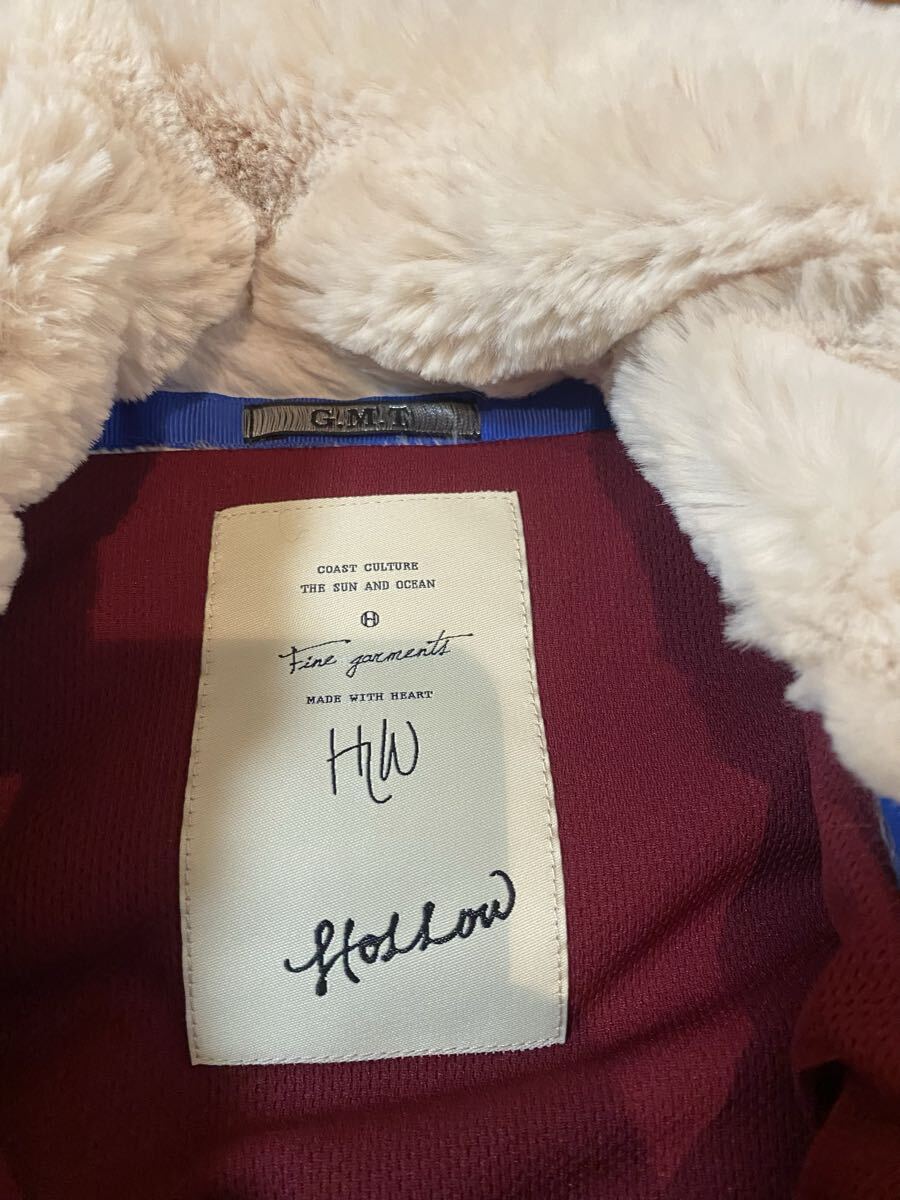 G.M.T
COAST CULTURE
THE SUN AND OCEAN
H
Fine garments
MADE WITH HEART
HW
Hollow